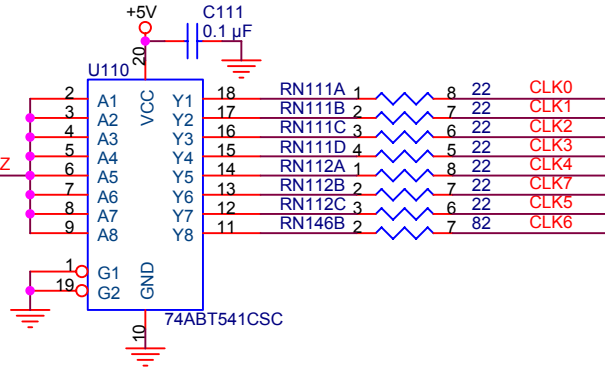 +5V
C111
0.1 µF
20
U110
VCC
2 A1 Y1 18 RN111A 1 8 22 CLK0
3 A2 Y2 17 RN111B 2 7 22 CLK1
4 A3 Y3 16 RN111C 3 6 22 CLK2
5 A4 Y4 15 RN111D 4 5 22 CLK3
Z 6 A5 Y5 14 RN112A 1 8 22 CLK4
7 A6 Y6 13 RN112B 2 7 22 CLK7
8 A7 Y7 12 RN112C 3 6 22 CLK5
9 A8 Y8 11 RN146B 2 7 82 CLK6
1 G1
19 G2
GND
10
74ABT541CSC